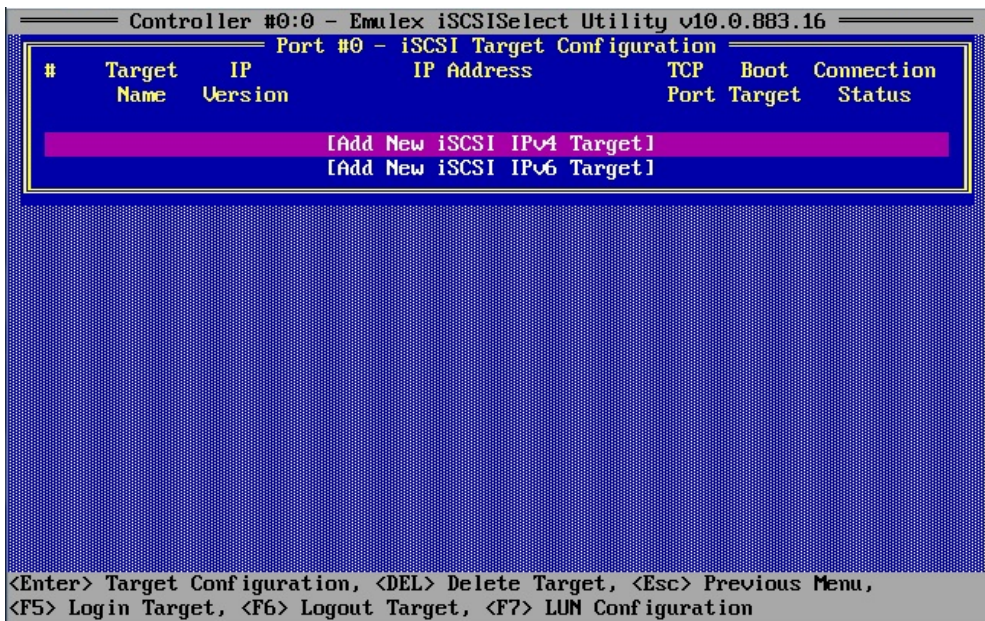 Controller #0:0 - Emulex iSCSISelect Utility v10.0.883.16
Port #0 - iSCSI Target Configuration
# Target IP IP Address TCP Boot Connection
Name Version Port Target Status
[Add New iSCSI IPv4 Target]
[Add New iSCSI IPv6 Target]
<Enter> Target Configuration, <DEL> Delete Target, <Esc> Previous Menu,
<F5> Login Target, <F6> Logout Target, <F7> LUN Configuration